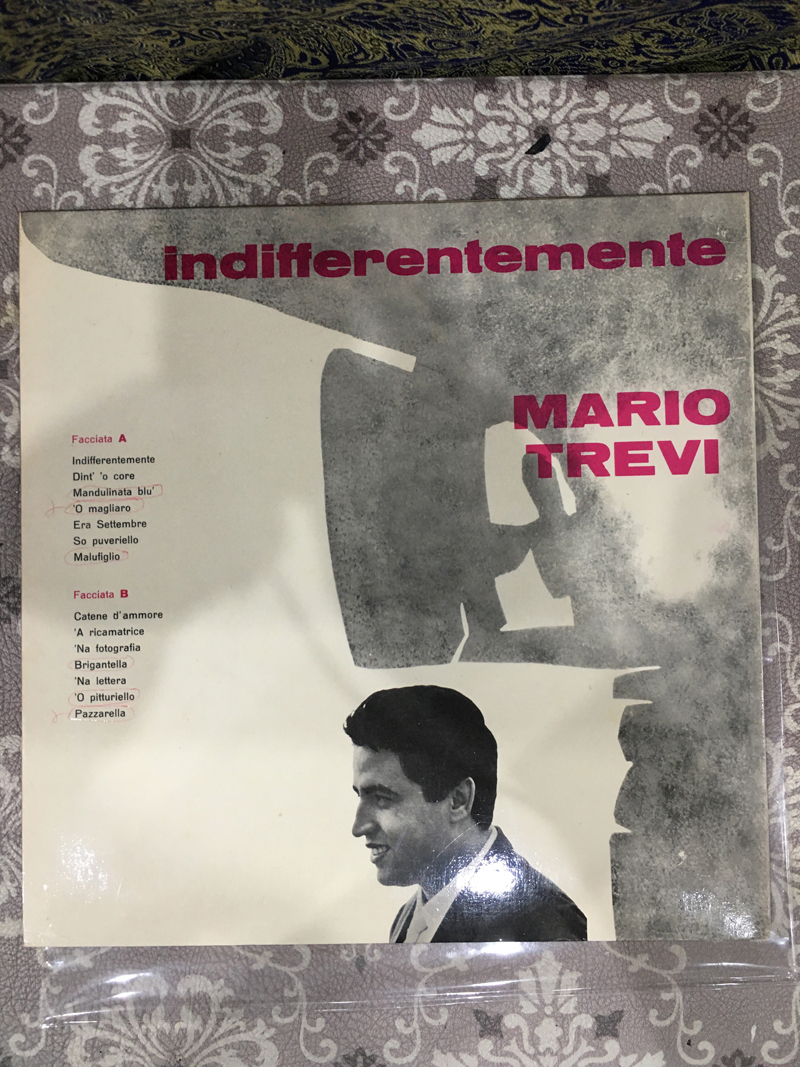 indifferentemente
MARIO
TREVI
Facciata A
Indifferentemente
Dint' 'o core
Mandulinata blu'
'O magliaro
Era Settembre
So puveriello
Malufiglio
Facciata B
Catene d'ammore
'A ricamatrice
'Na fotografia
Brigantella
'Na lettera
'O pitturiello
Pazzarella